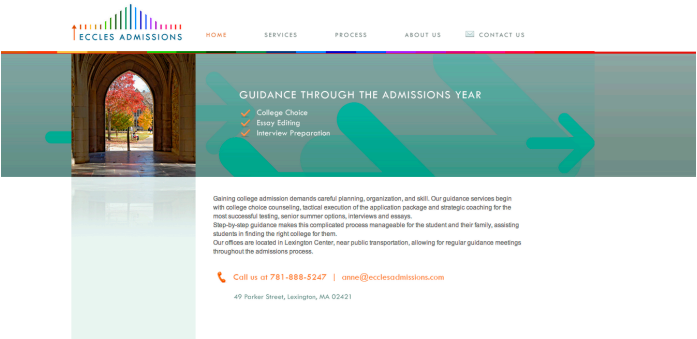 ECCLES ADMISSIONS
HOME SERVICES PROCESS ABOUT US CONTACT US
GUIDANCE THROUGH THE ADMISSIONS YEAR
College Choice
Essay Editing
Interview Preparation
Gaining college admission demands careful planning, organization, and skill. Our guidance services begin
with college choice counseling, tactical execution of the application package and strategic coaching for the
most successful testing, senior summer options, interviews and essays.
Step-by-step guidance makes this complicated process manageable for the student and their family, assisting
students in finding the right college for them.
Our offices are located in Lexington Center, near public transportation, allowing for regular guidance meetings
throughout the admissions process.
Call us at 781-888-5247 | anne@ecclesadmissions.com
49 Parker Street, Lexington, MA 02421